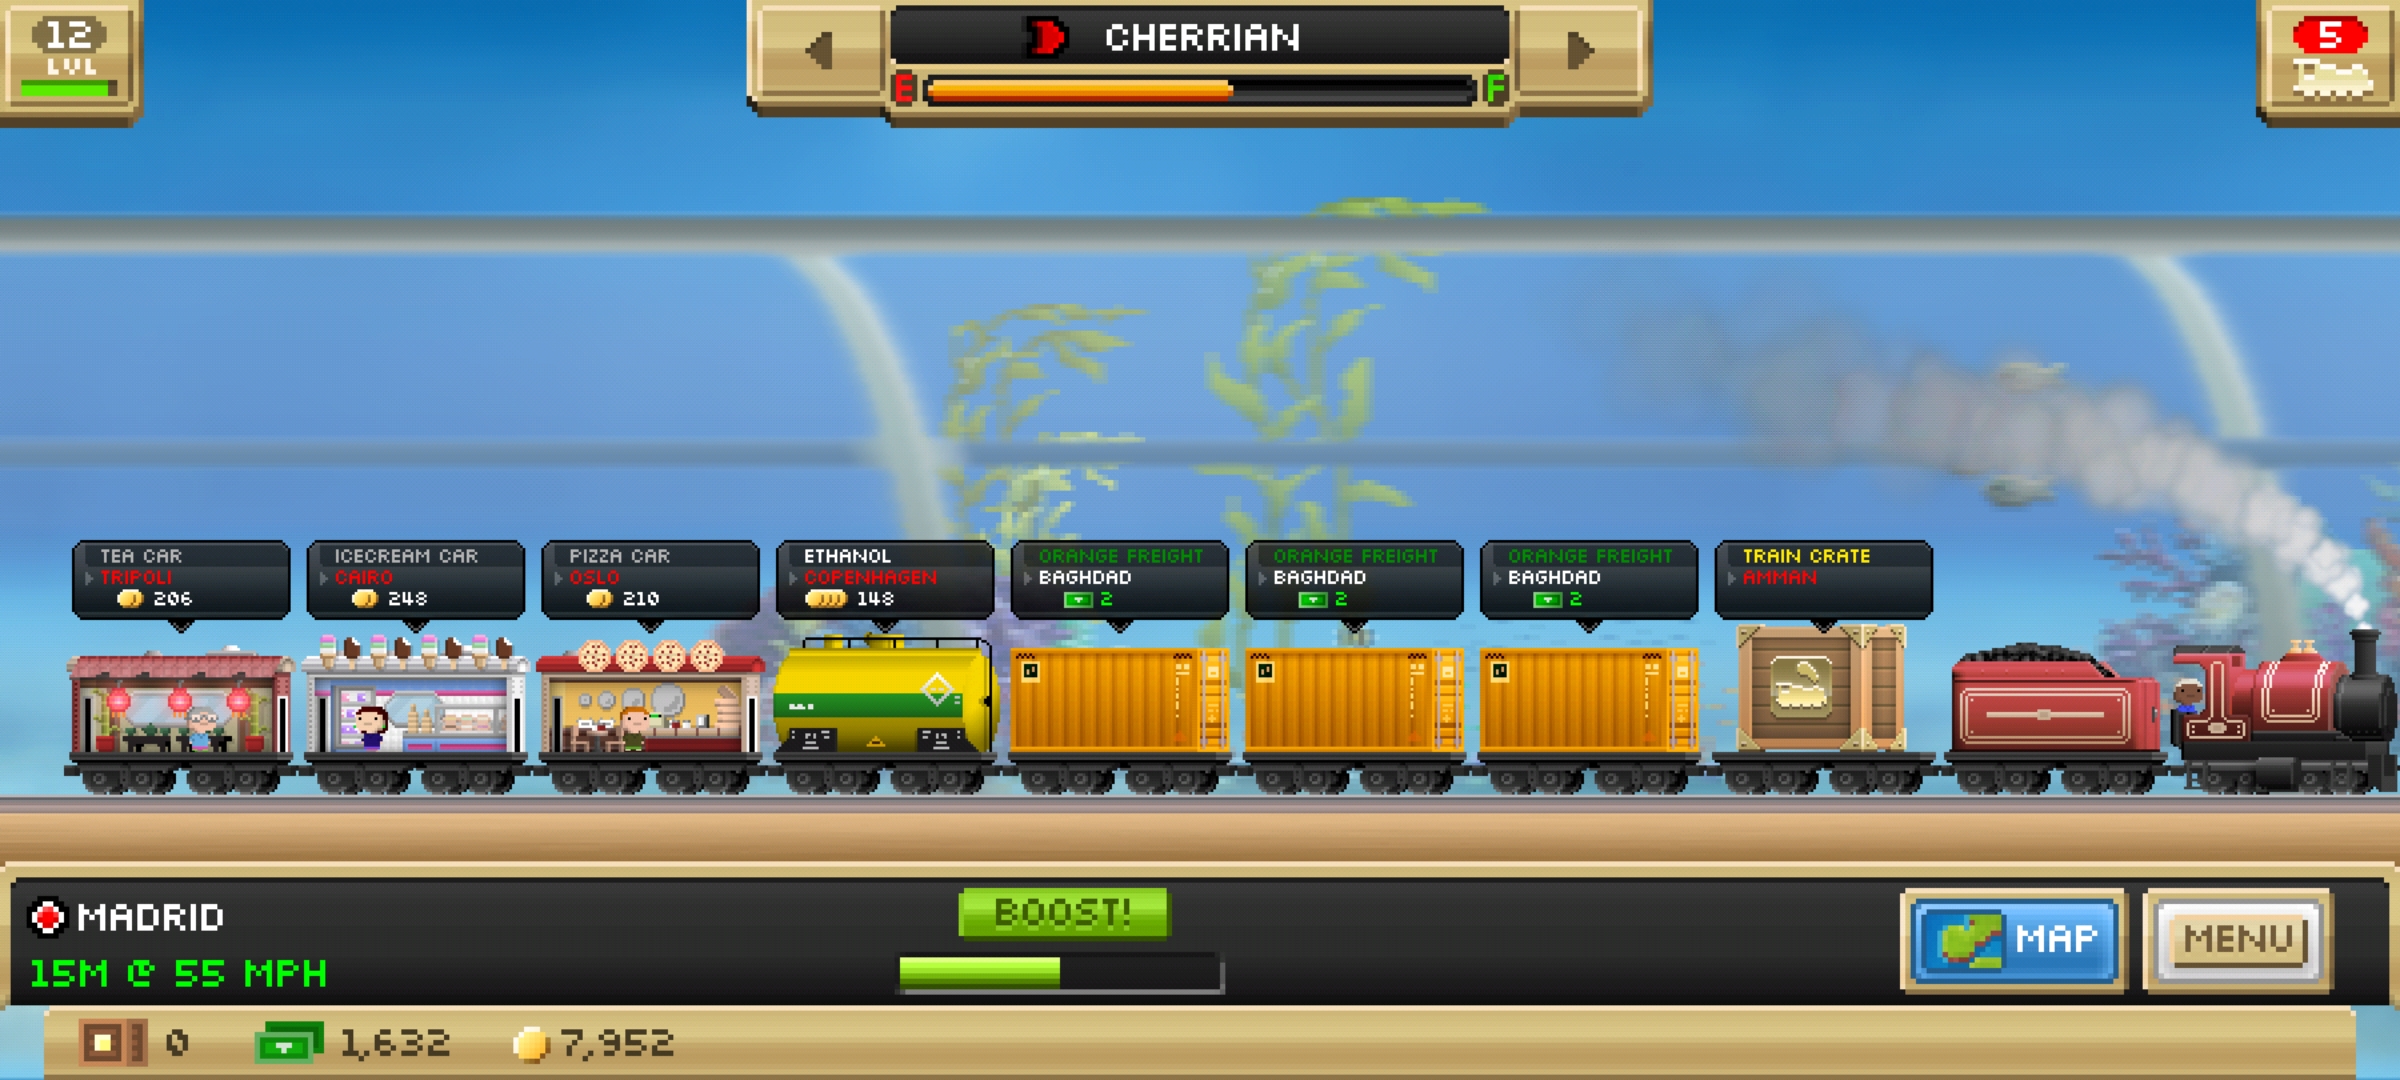 12
LVL
CHERRIAN
E F
5
TEA CAR
TRIPOLI
206
ICECREAM CAR
CAIRO
248
PIZZA CAR
OSLO
210
ETHANOL
COPENHAGEN
148
ORANGE FREIGHT
BAGHDAD
2
ORANGE FREIGHT
BAGHDAD
2
ORANGE FREIGHT
BAGHDAD
2
TRAIN CRATE
AMMAN
MADRID
15M @ 55 MPH
BOOST!
MAP
MENU
0
1,632
7,952